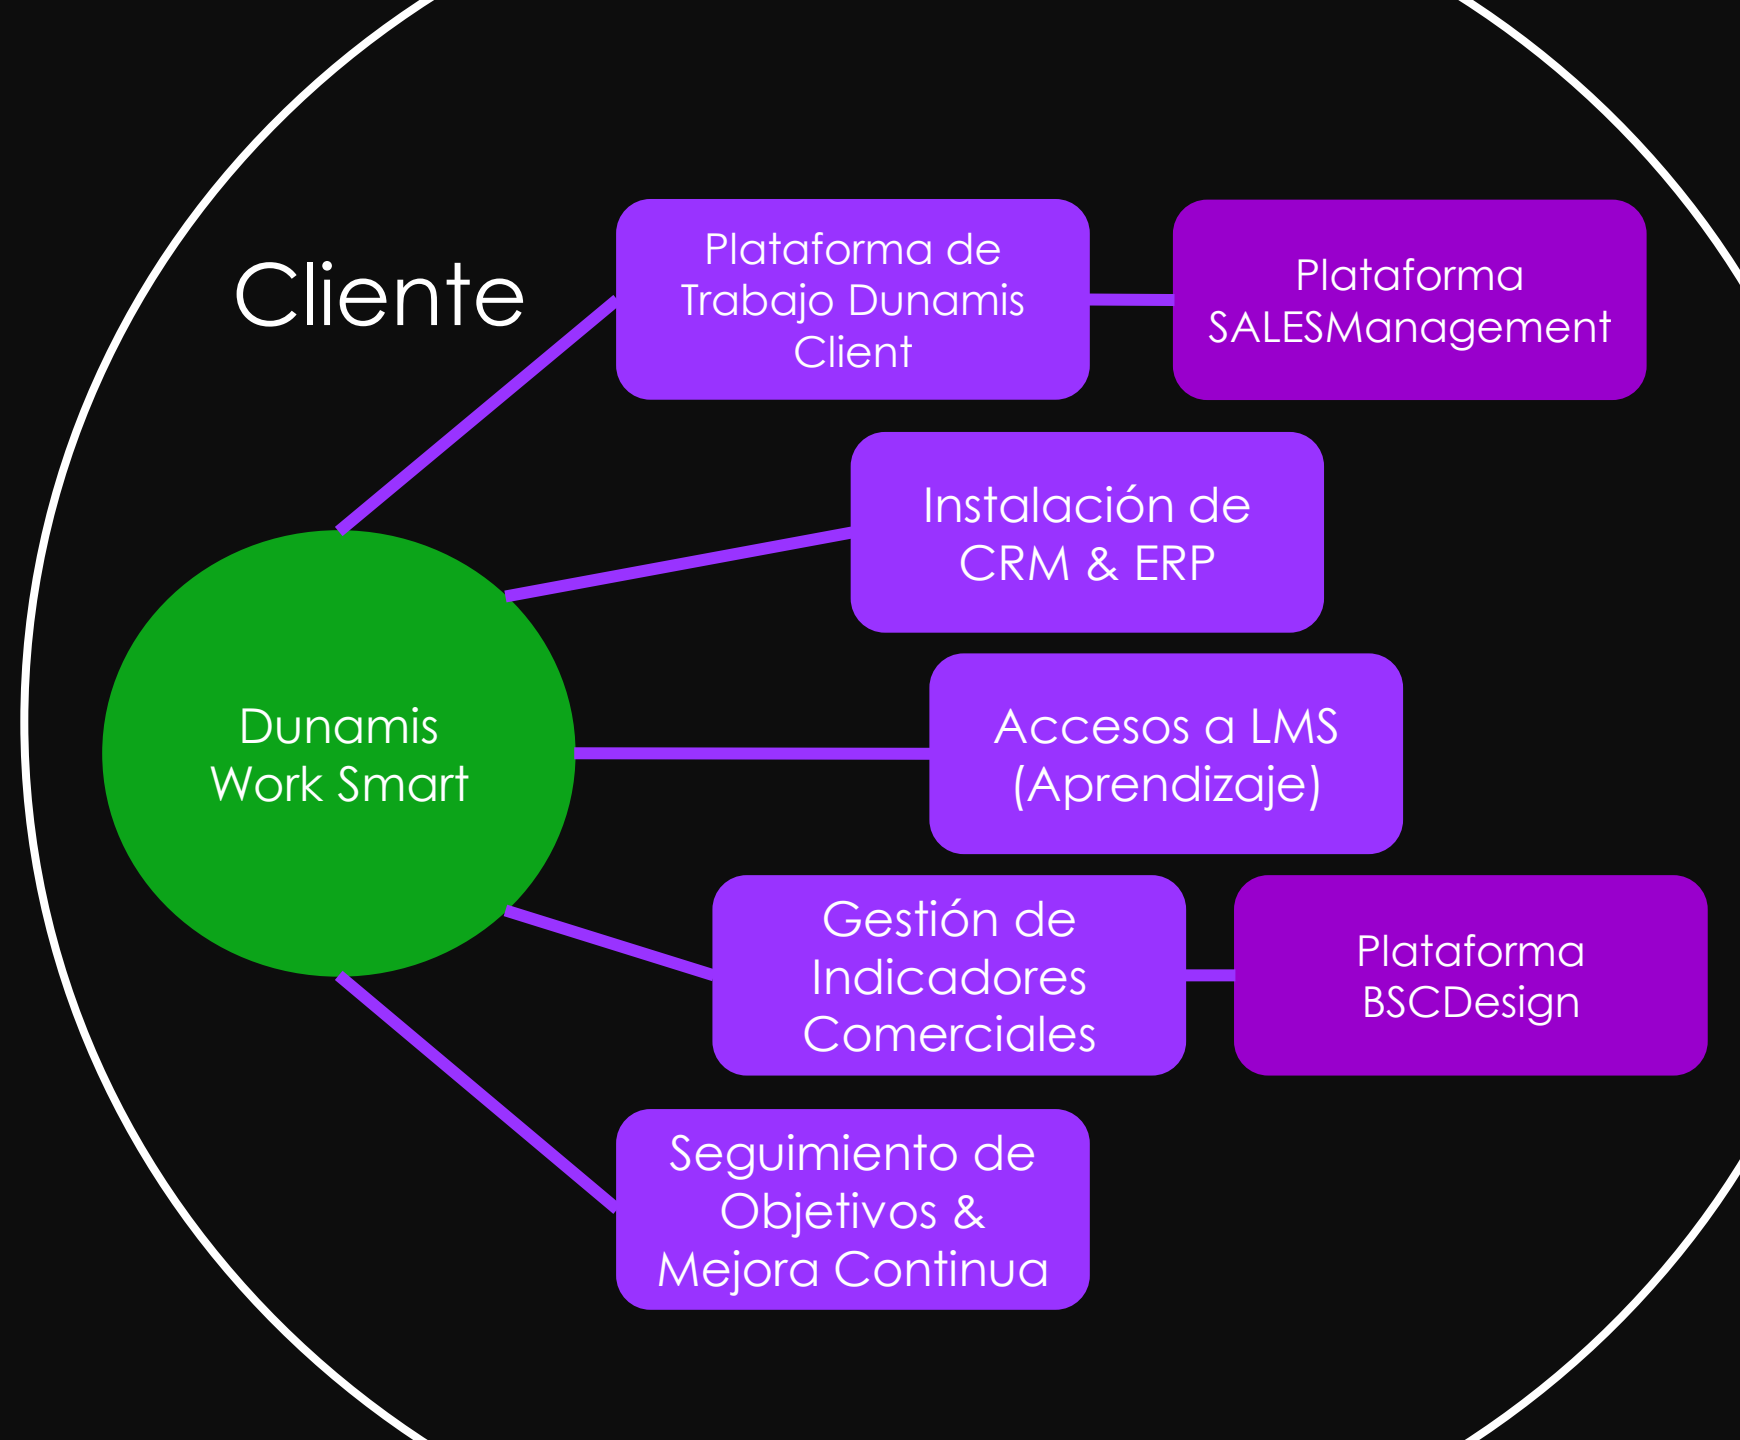 Cliente
Plataforma de
Trabajo Dunamis
Client
Plataforma
SALESManagement
Instalación de
CRM & ERP
Dunamis
Work Smart
Accesos a LMS
(Aprendizaje)
Gestión de
Indicadores
Comerciales
Plataforma
BSCDesign
Seguimiento de
Objetivos &
Mejora Continua